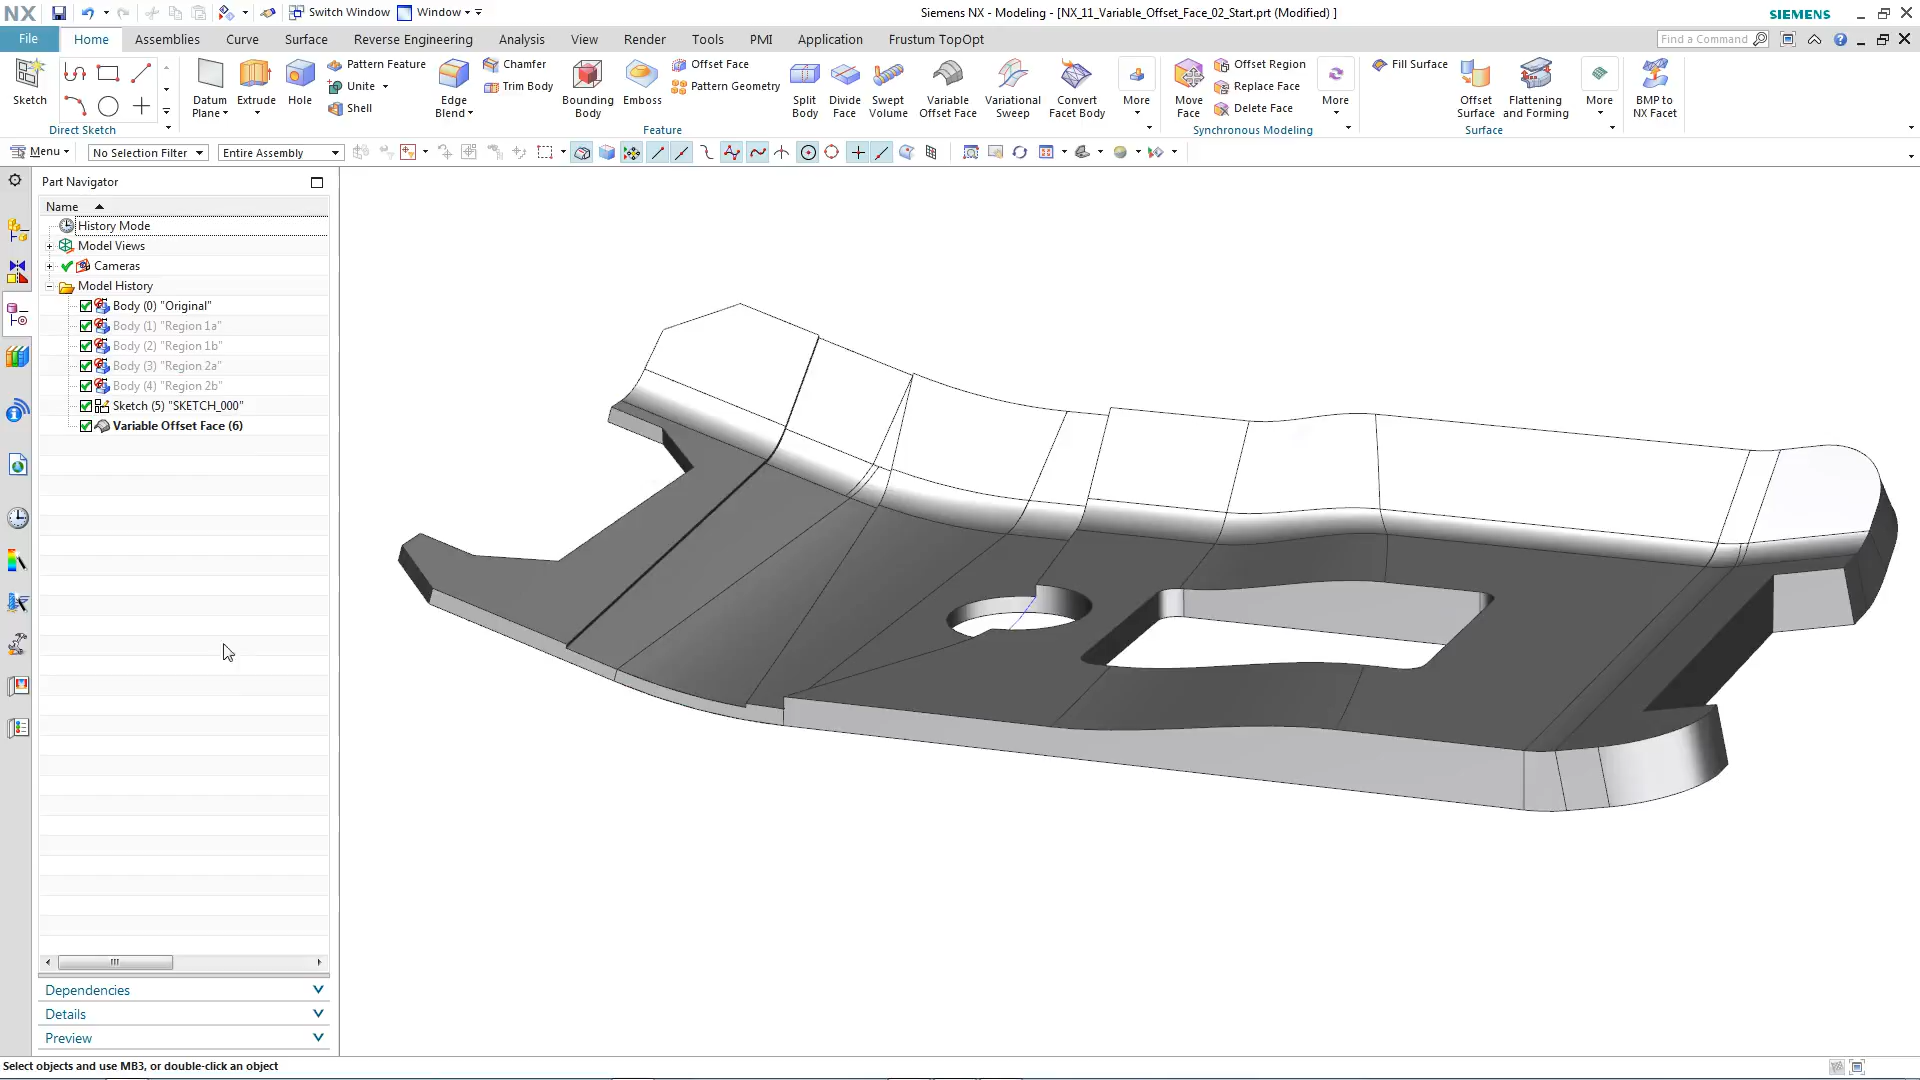 NX Switch Window Window Siemens NX - Modeling - [NX_11_Variable_Offset_Face_02_Start.prt (Modified) ] SIEMENS
File Home Assemblies Curve Surface Reverse Engineering Analysis View Render Tools PMI Application Frustum TopOpt Find a Command
Sketch
Direct Sketch
Datum Plane
Extrude
Hole
Pattern Feature
Unite
Shell
Edge Blend
Chamfer
Trim Body
Bounding Body
Emboss
Offset Face
Pattern Geometry
Split Body
Divide Face
Swept Volume
Variable Offset Face
Variational Sweep
Convert Facet Body
More
Feature
Move Face
Offset Region
Replace Face
Delete Face
More
Synchronous Modeling
Fill Surface
Offset Surface
Flattening and Forming
More
Surface
BMP to NX Facet
Menu No Selection Filter Entire Assembly
Part Navigator
Name
History Mode
Model Views
Cameras
Model History
Body (0) "Original"
Body (1) "Region 1a"
Body (2) "Region 1b"
Body (3) "Region 2a"
Body (4) "Region 2b"
Sketch (5) "SKETCH_000"
Variable Offset Face (6)
Dependencies
Details
Preview
Select objects and use MB3, or double-click an object